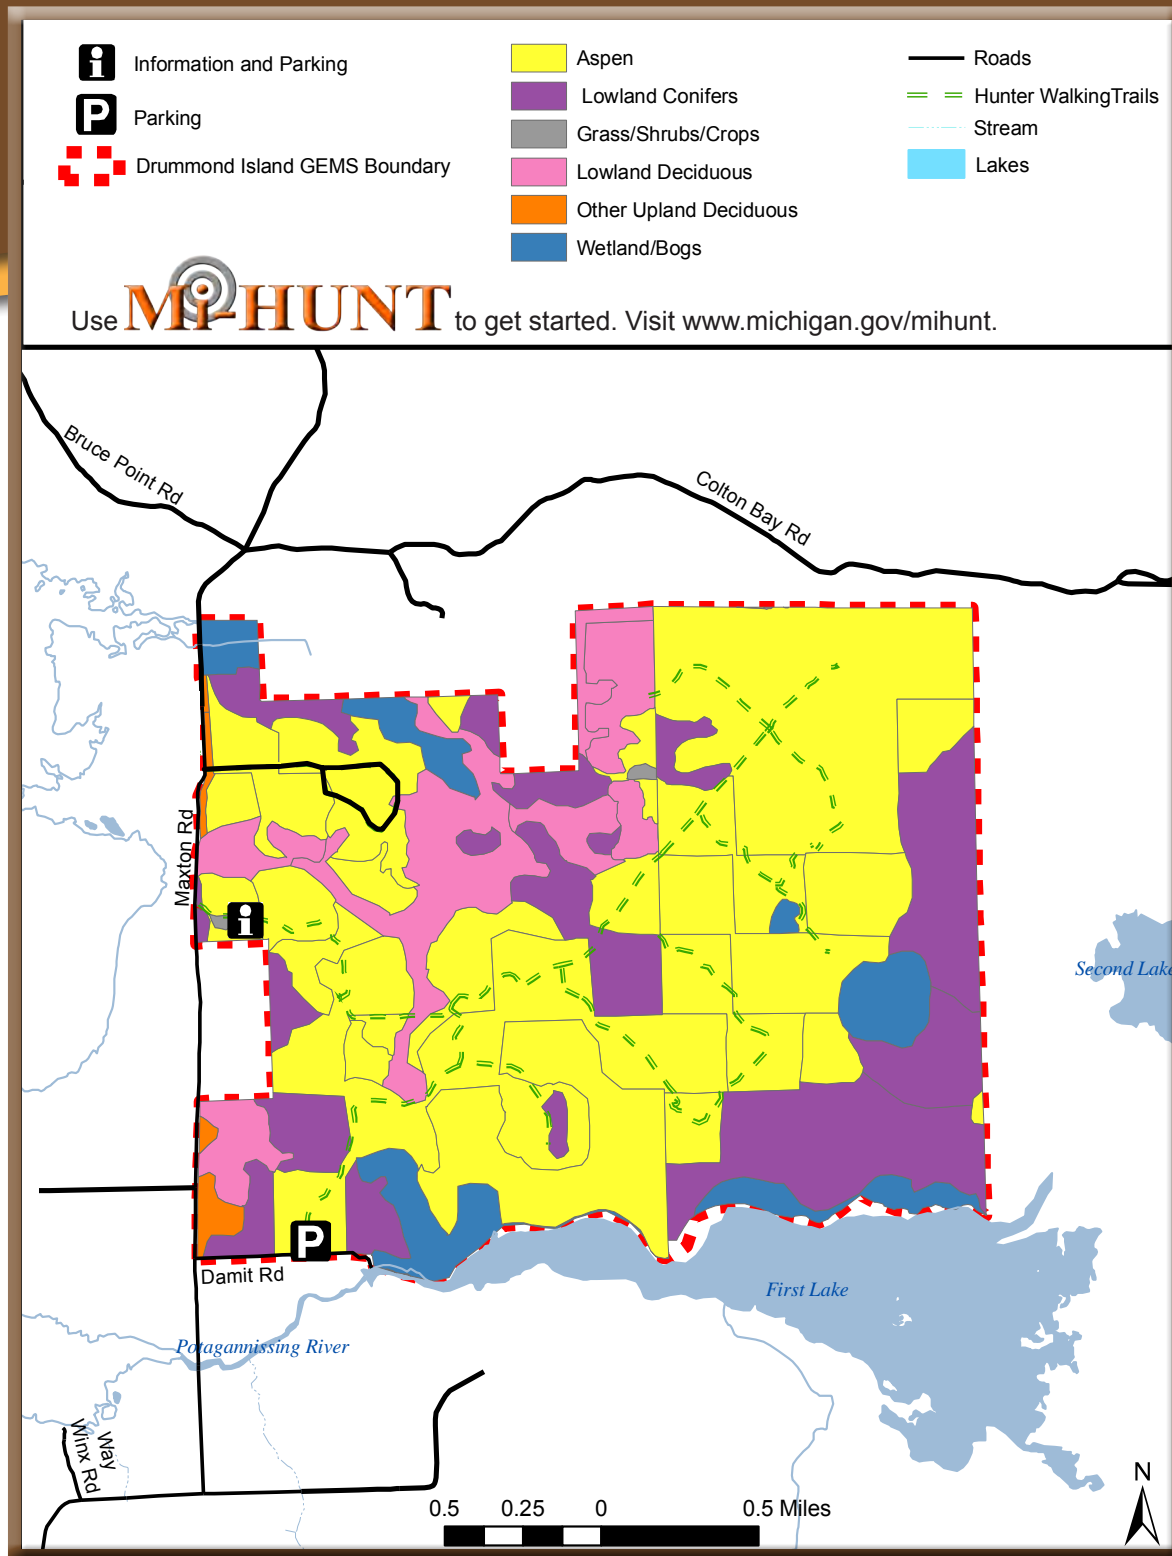 Information and Parking
Parking
Drummond Island GEMS Boundary
Aspen
Lowland Conifers
Grass/Shrubs/Crops
Lowland Deciduous
Other Upland Deciduous
Wetland/Bogs
Roads
Hunter WalkingTrails
Stream
Lakes
Use Mi-HUNT to get started. Visit www.michigan.gov/mihunt.
Bruce Point Rd
Colton Bay Rd
Maxton Rd
i
Second Lake
P
Damit Rd
First Lake
Potagannissing River
Way
Winx Rd
N
0.5 0.25 0 0.5 Miles